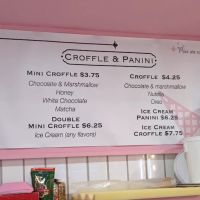 CROFFLE & PANINI
MINI CROFFLE $3.75
Chocolate & Marshmallow
Honey
White Chocolate
Matcha
DOUBLE
MINI CROFFLE $6.25
Ice Cream (any flavors)
CROFFLE $4.25
Chocolate & marshmallow
Nutella
Oreo
ICE CREAM
PANINI $6.25
ICE CREAM
CROFFLE $7.75